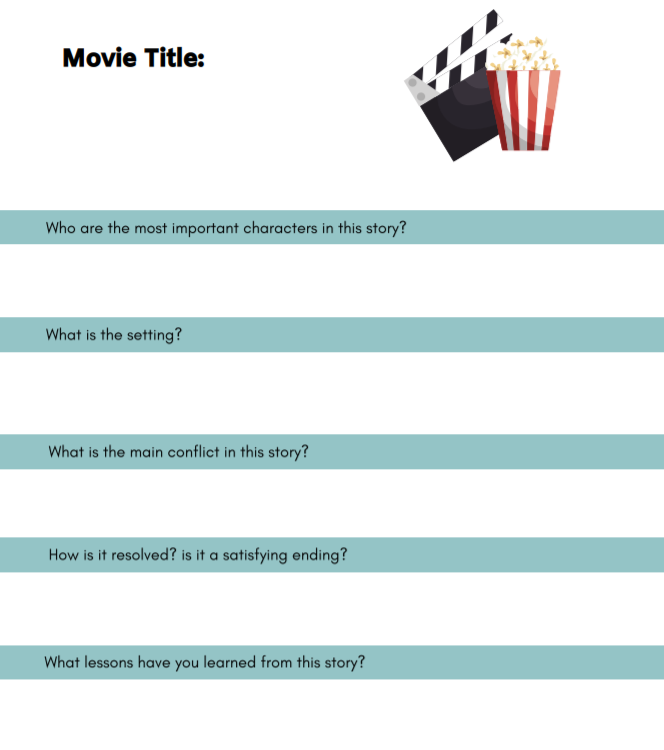 Movie Title:
Who are the most important characters in this story?
What is the setting?
What is the main conflict in this story?
How is it resolved? is it a satisfying ending?
What lessons have you learned from this story?